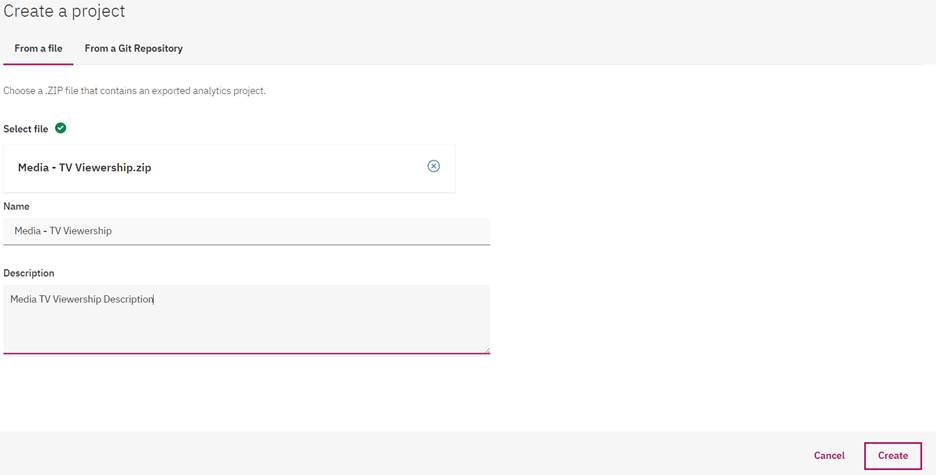 Create a project
From a file From a Git Repository
Choose a .ZIP file that contains an exported analytics project.
Select file
Media - TV Viewership.zip
Name
Media - TV Viewership
Description
Media TV Viewership Description
Cancel Create